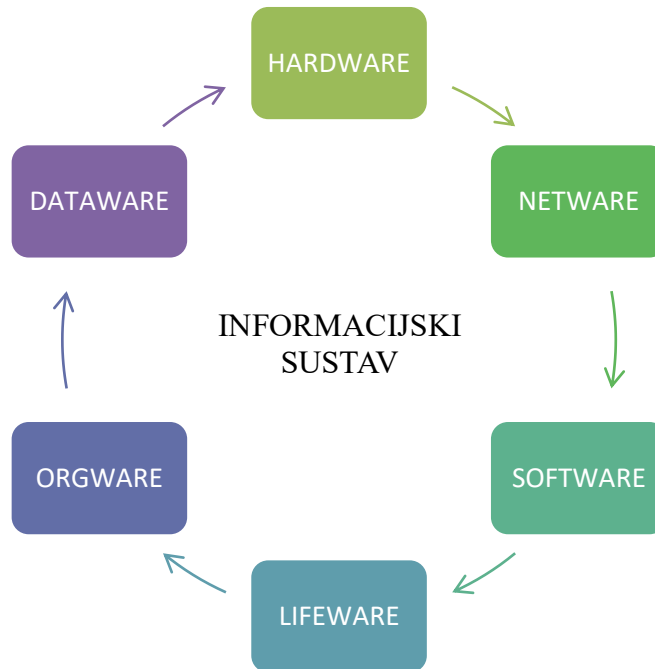 HARDWARE
DATAWARE
NETWARE
INFORMACIJSKI
SUSTAV
ORGWARE
SOFTWARE
LIFEWARE